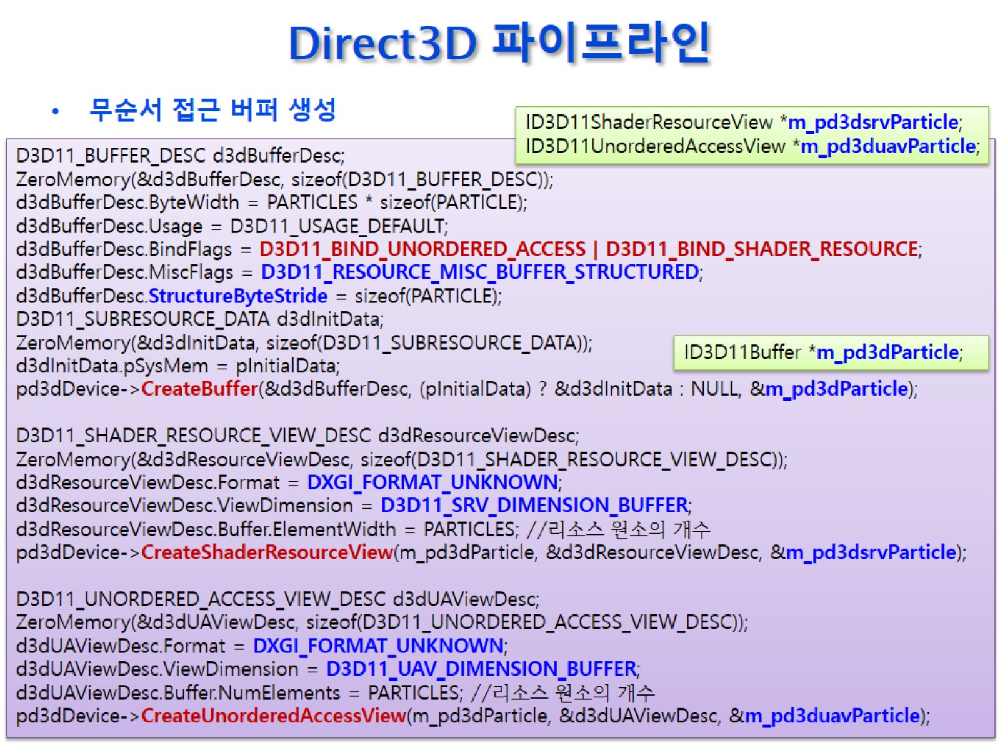 Direct3D 파이프라인
• 무순서 접근 버퍼 생성
ID3D11ShaderResourceView *m_pd3dsrvParticle;
ID3D11UnorderedAccessView *m_pd3duavParticle;
D3D11_BUFFER_DESC d3dBufferDesc;
ZeroMemory(&d3dBufferDesc, sizeof(D3D11_BUFFER_DESC));
d3dBufferDesc.ByteWidth = PARTICLES * sizeof(PARTICLE);
d3dBufferDesc.Usage = D3D11_USAGE_DEFAULT;
d3dBufferDesc.BindFlags = D3D11_BIND_UNORDERED_ACCESS | D3D11_BIND_SHADER_RESOURCE;
d3dBufferDesc.MiscFlags = D3D11_RESOURCE_MISC_BUFFER_STRUCTURED;
d3dBufferDesc.StructureByteStride = sizeof(PARTICLE);
D3D11_SUBRESOURCE_DATA d3dInitData;
ZeroMemory(&d3dInitData, sizeof(D3D11_SUBRESOURCE_DATA));
d3dInitData.pSysMem = pInitialData;
ID3D11Buffer *m_pd3dParticle;
pd3dDevice->CreateBuffer(&d3dBufferDesc, (pInitialData) ? &d3dInitData : NULL, &m_pd3dParticle);
D3D11_SHADER_RESOURCE_VIEW_DESC d3dResourceViewDesc;
ZeroMemory(&d3dResourceViewDesc, sizeof(D3D11_SHADER_RESOURCE_VIEW_DESC));
d3dResourceViewDesc.Format = DXGI_FORMAT_UNKNOWN;
d3dResourceViewDesc.ViewDimension = D3D11_SRV_DIMENSION_BUFFER;
d3dResourceViewDesc.Buffer.ElementWidth = PARTICLES; //리소스 원소의 개수
pd3dDevice->CreateShaderResourceView(m_pd3dParticle, &d3dResourceViewDesc, &m_pd3dsrvParticle);
D3D11_UNORDERED_ACCESS_VIEW_DESC d3dUAViewDesc;
ZeroMemory(&d3dUAViewDesc, sizeof(D3D11_UNORDERED_ACCESS_VIEW_DESC));
d3dUAViewDesc.Format = DXGI_FORMAT_UNKNOWN;
d3dUAViewDesc.ViewDimension = D3D11_UAV_DIMENSION_BUFFER;
d3dUAViewDesc.Buffer.NumElements = PARTICLES; //리소스 원소의 개수
pd3dDevice->CreateUnorderedAccessView(m_pd3dParticle, &d3dUAViewDesc, &m_pd3duavParticle);